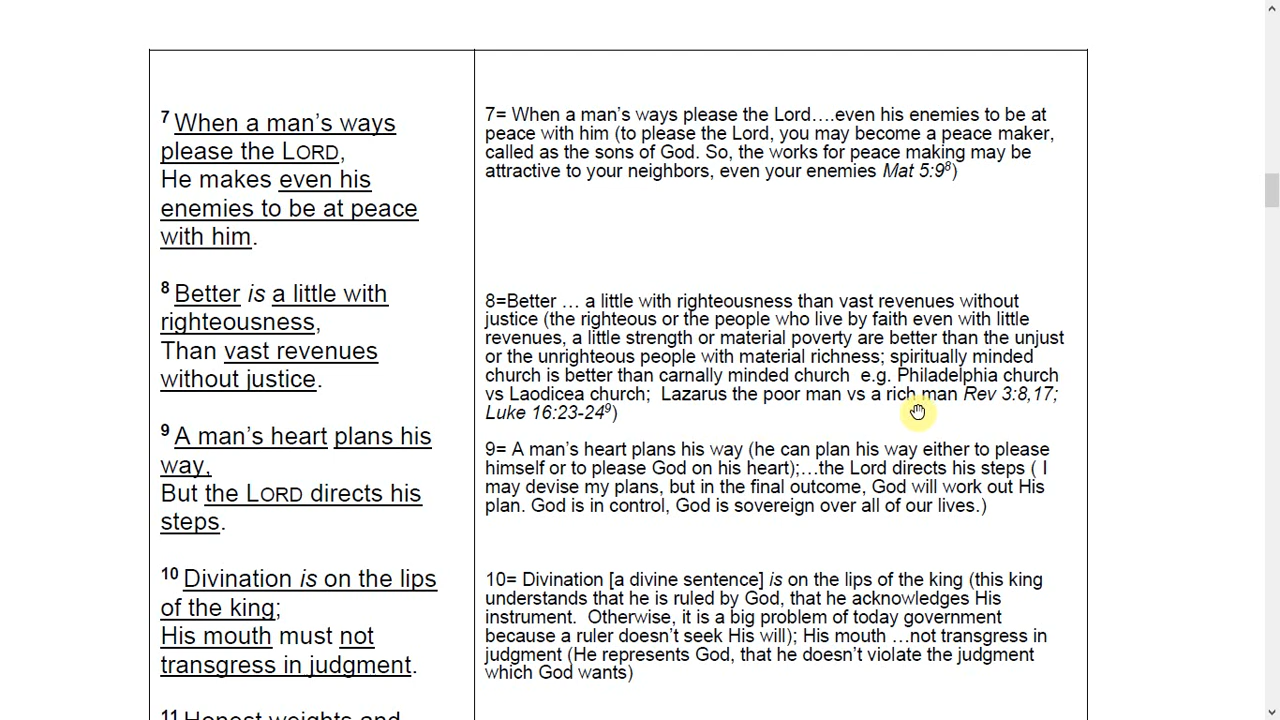 7 When a man’s ways
please the LORD,
He makes even his
enemies to be at peace
with him.
8 Better is a little with
righteousness,
Than vast revenues
without justice.
9 A man’s heart plans his
way,
But the LORD directs his
steps.
10 Divination is on the lips
of the king;
His mouth must not
transgress in judgment.
11 Honest weights and
7= When a man’s ways please the Lord….even his enemies to be at
peace with him (to please the Lord, you may become a peace maker,
called as the sons of God. So, the works for peace making may be
attractive to your neighbors, even your enemies Mat 5:9⁸)
8=Better … a little with righteousness than vast revenues without
justice (the righteous or the people who live by faith even with little
revenues, a little strength or material poverty are better than the unjust
or the unrighteous people with material richness; spiritually minded
church is better than carnally minded church e.g. Philadelphia church
vs Laodicea church; Lazarus the poor man vs a rich man Rev 3:8,17;
Luke 16:23-24⁹)
9= A man’s heart plans his way (he can plan his way either to please
himself or to please God on his heart);…the Lord directs his steps ( I
may devise my plans, but in the final outcome, God will work out His
plan. God is in control, God is sovereign over all of our lives.)
10= Divination [a divine sentence] is on the lips of the king (this king
understands that he is ruled by God, that he acknowledges His
instrument. Otherwise, it is a big problem of today government
because a ruler doesn’t seek His will); His mouth …not transgress in
judgment (He represents God, that he doesn’t violate the judgment
which God wants)